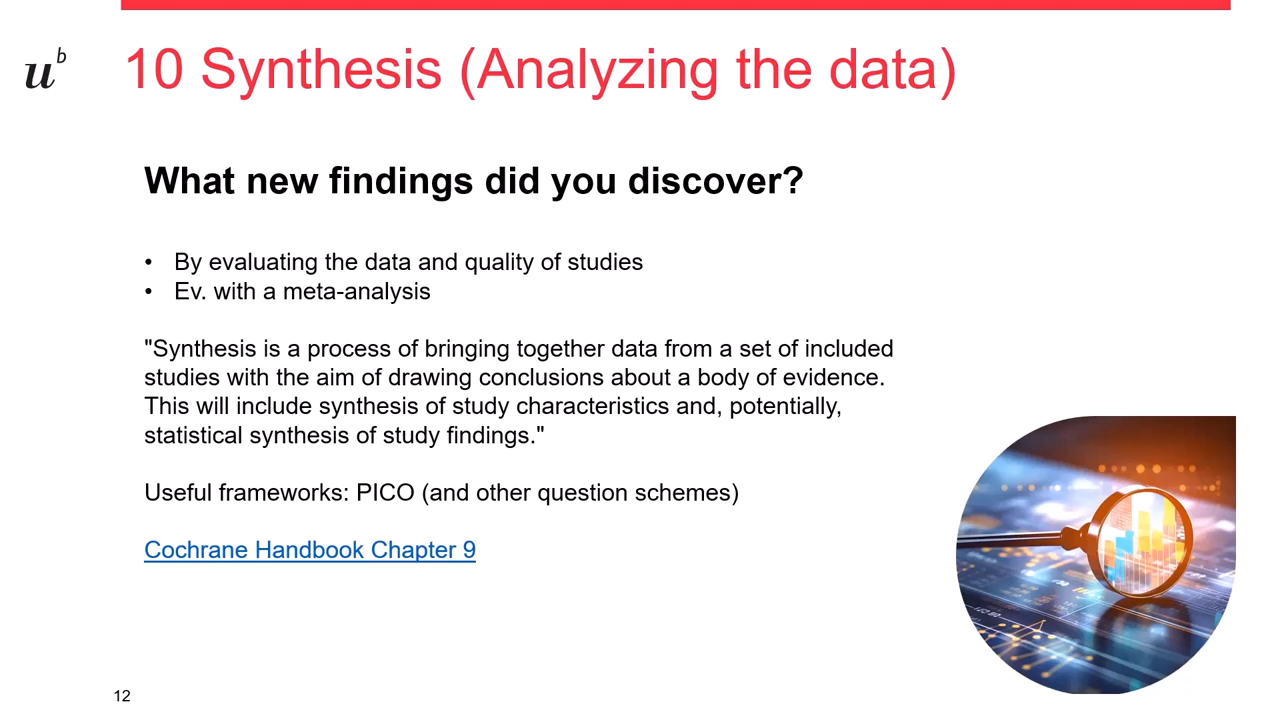 u b
10 Synthesis (Analyzing the data)
What new findings did you discover?
• By evaluating the data and quality of studies
• Ev. with a meta-analysis
"Synthesis is a process of bringing together data from a set of included
studies with the aim of drawing conclusions about a body of evidence.
This will include synthesis of study characteristics and, potentially,
statistical synthesis of study findings."
Useful frameworks: PICO (and other question schemes)
Cochrane Handbook Chapter 9
12